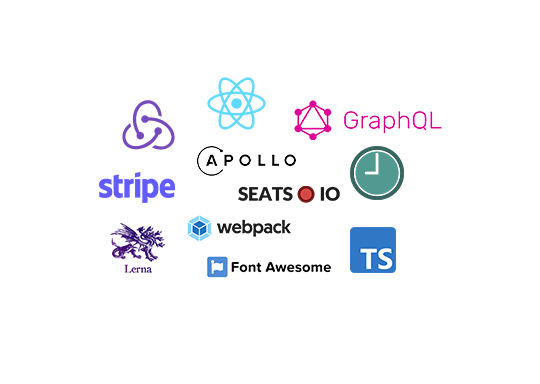 GraphQL
APOLLO
stripe
SEATS IO
webpack
Lerna
TS
Font Awesome